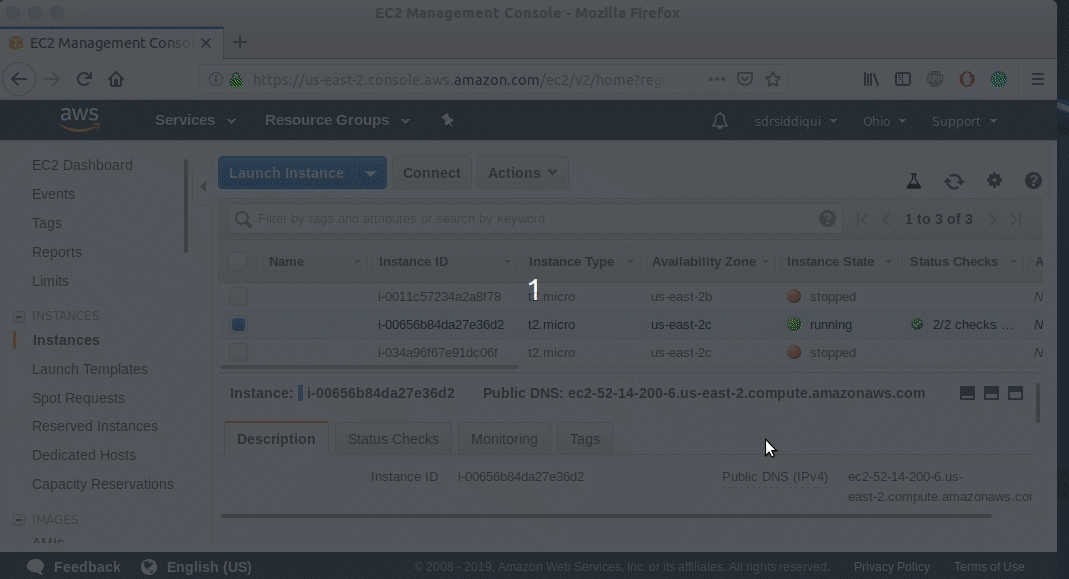 EC2 Management Console - Mozilla Firefox
EC2 Management Consol
https://us-east-2.console.aws.amazon.com/ec2/v2/home?reg
aws Services Resource Groups sdrsiddiqui Ohio Support
EC2 Dashboard
Events
Tags
Reports
Limits
INSTANCES
Instances
Launch Templates
Spot Requests
Reserved Instances
Dedicated Hosts
Capacity Reservations
IMAGES
AMIs
Launch Instance Connect Actions
Filter by tags and attributes or search by keyword 1 to 3 of 3
Name Instance ID Instance Type Availability Zone Instance State Status Checks A
1
i-0011c57234a2a8f78 t2.micro us-east-2b stopped N
i-00656b84da27e36d2 t2.micro us-east-2c running 2/2 checks ... N
i-034a96f67e91dc06f t2.micro us-east-2c stopped N
Instance: i-00656b84da27e36d2 Public DNS: ec2-52-14-200-6.us-east-2.compute.amazonaws.com
Description Status Checks Monitoring Tags
Instance ID i-00656b84da27e36d2 Public DNS (IPv4) ec2-52-14-200-6.us-
east-2.compute.amazonaws.cor
Feedback English (US) © 2008 - 2019, Amazon Web Services, Inc. or its affiliates. All rights reserved. Privacy Policy Terms of Use